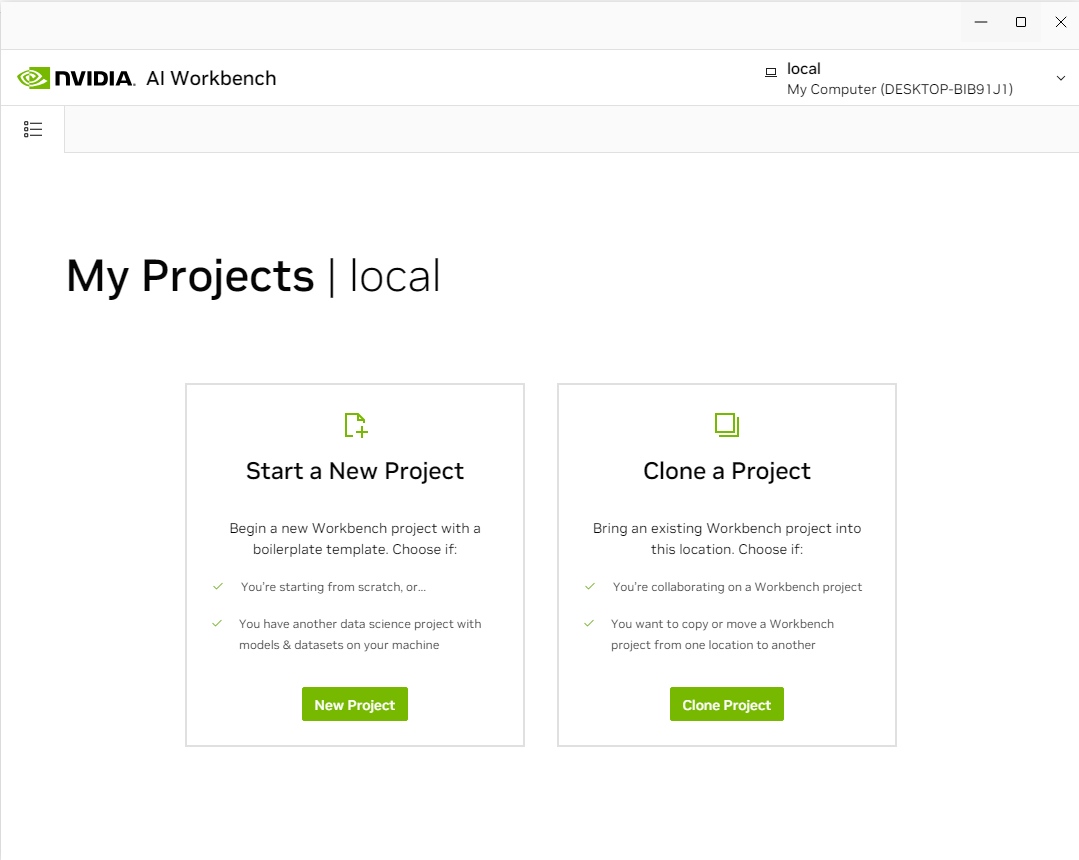 NVIDIA. AI Workbench
local
My Computer (DESKTOP-BIB91J1)
My Projects | local
Start a New Project
Begin a new Workbench project with a
boilerplate template. Choose if:
You're starting from scratch, or...
You have another data science project with
models & datasets on your machine
New Project
Clone a Project
Bring an existing Workbench project into
this location. Choose if:
You're collaborating on a Workbench project
You want to copy or move a Workbench
project from one location to another
Clone Project